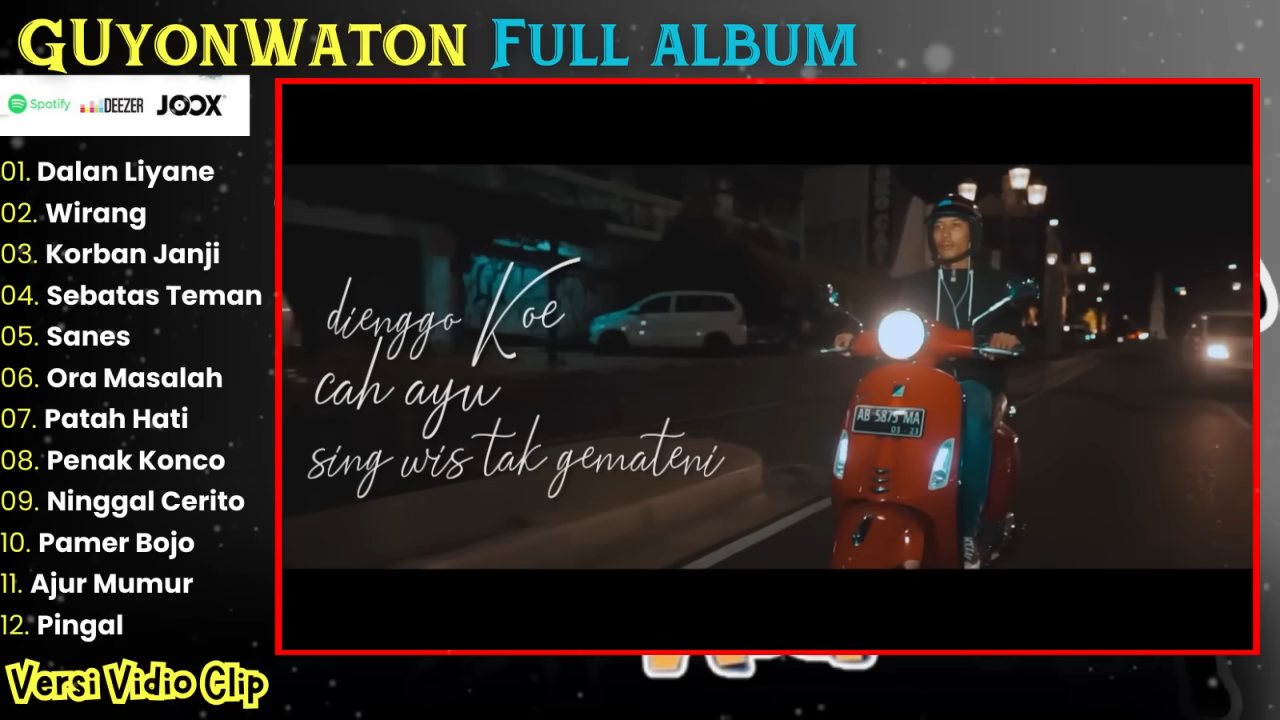 GUYONWATON FULL ALBUM
Spotify DEEZER JOOX
01. Dalan Liyane
02. Wirang
03. Korban Janji
04. Sebatas Teman
05. Sanes
06. Ora Masalah
07. Patah Hati
08. Penak Konco
09. Ninggal Cerito
10. Pamer Bojo
11. Ajur Mumur
12. Pingal
Versi Vidio Clip
dienggo Koe
cah ayu
sing wis tak gemateni
AB 5875 MA
03 - 23